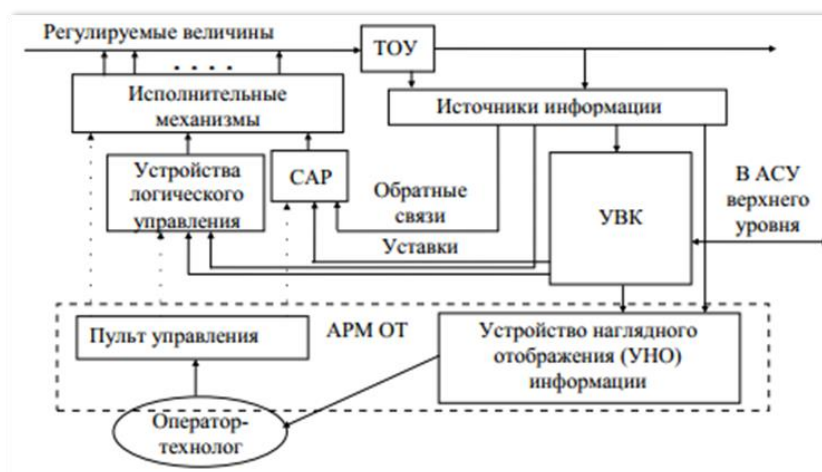 Регулируемые величины
ТОУ
Исполнительные
механизмы
Источники информации
Устройства
логического
управления
САР
Обратные
связи
УВК
В АСУ
верхнего
уровня
Уставки
Пульт управления
АРМ ОТ
Устройство наглядного
отображения (УНО)
информации
Оператор-
технолог